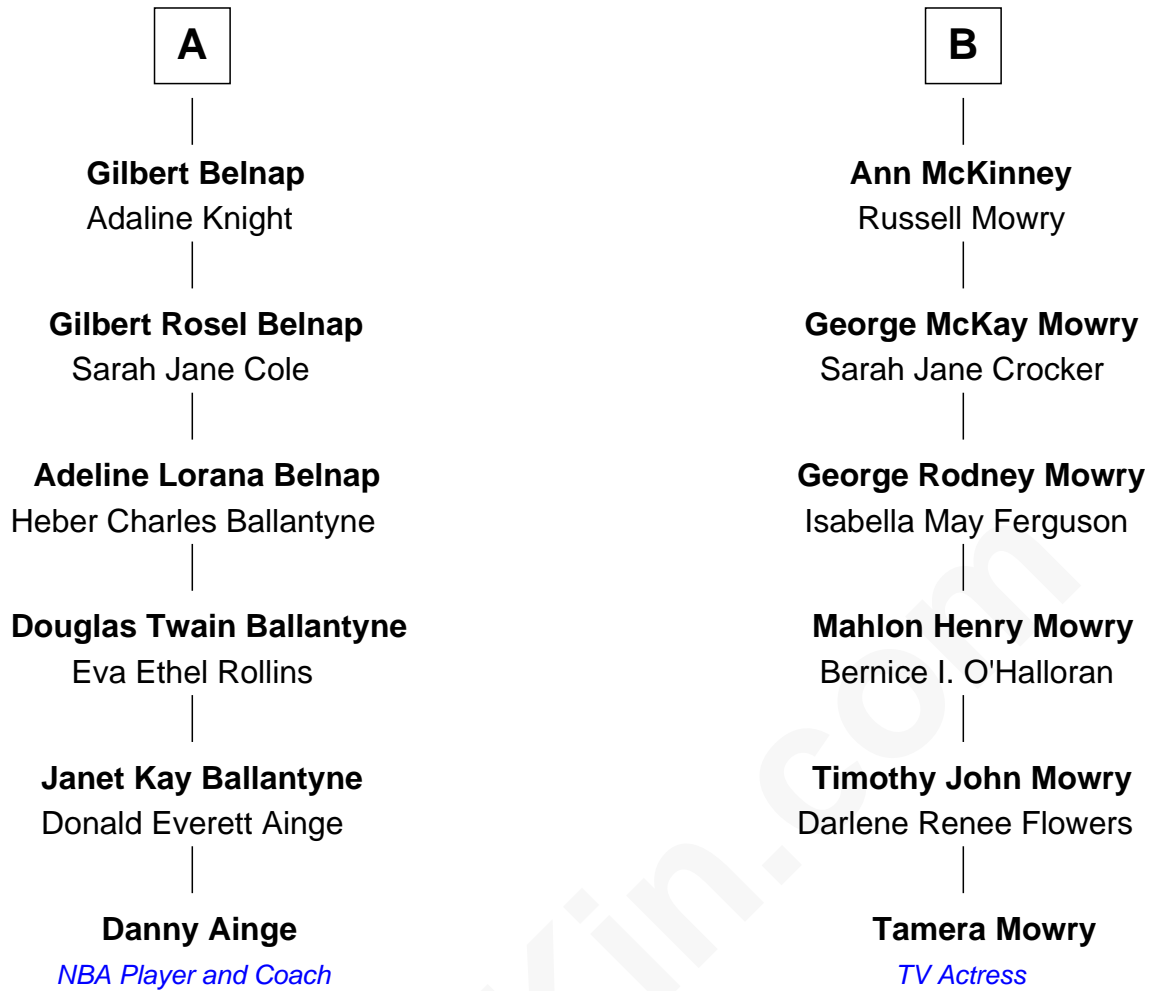 A
Gilbert Belnap
Adaline Knight
Gilbert Rosel Belnap
Sarah Jane Cole
Adeline Lorana Belnap
Heber Charles Ballantyne
Douglas Twain Ballantyne
Eva Ethel Rollins
Janet Kay Ballantyne
Donald Everett Ainge
Danny Ainge
NBA Player and Coach
B
Ann McKinney
Russell Mowry
George McKay Mowry
Sarah Jane Crocker
George Rodney Mowry
Isabella May Ferguson
Mahlon Henry Mowry
Bernice I. O'Halloran
Timothy John Mowry
Darlene Renee Flowers
Tamera Mowry
TV Actress
Kin.com